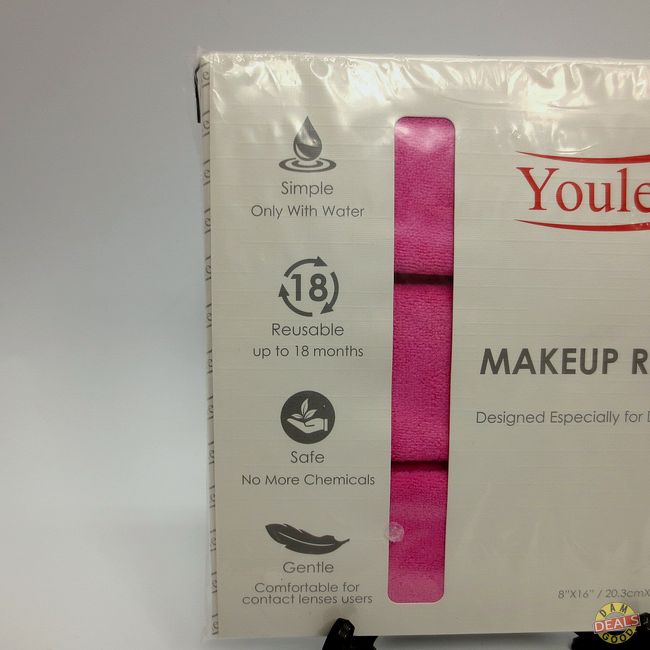 Simple
Only With Water
18
Reusable
up to 18 months
Safe
No More Chemicals
Gentle
Comfortable for
contact lenses users
Youle
MAKEUP R
Designed Especially for
8"X16" / 20.3cmX
DAM
DEALS
GOOD